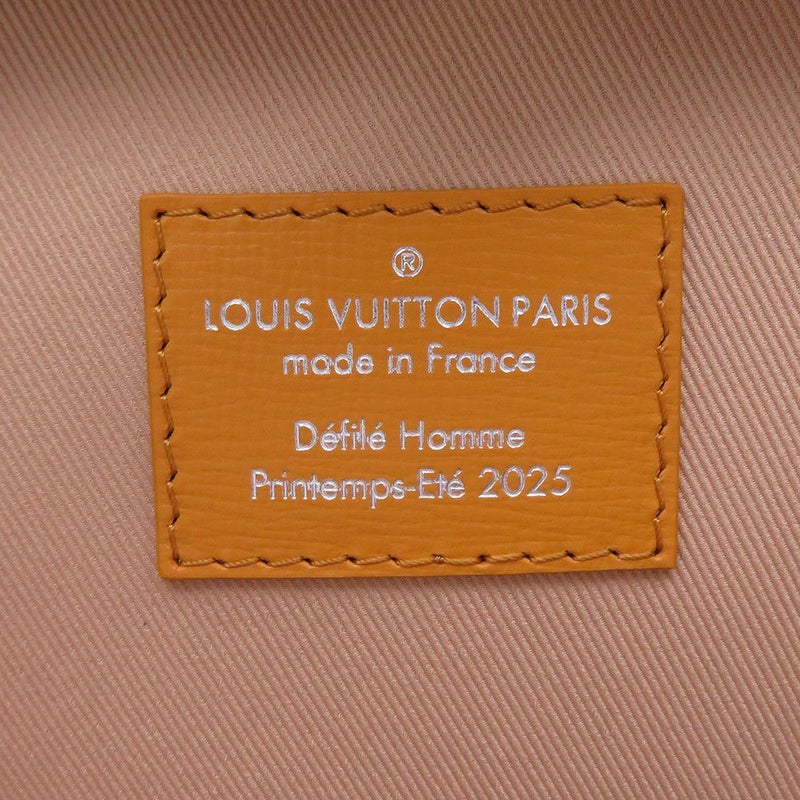 ®
LOUIS VUITTON PARIS
made in France
Défilé Homme
Printemps-Eté 2025